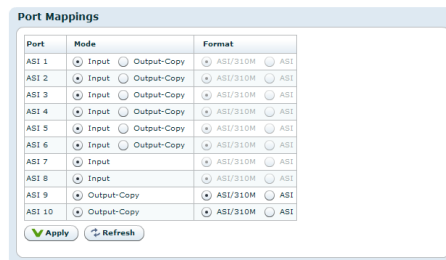 Port Mappings
Port Mode Format
ASI 1 Input Output-Copy ASI/310M ASI
ASI 2 Input Output-Copy ASI/310M ASI
ASI 3 Input Output-Copy ASI/310M ASI
ASI 4 Input Output-Copy ASI/310M ASI
ASI 5 Input Output-Copy ASI/310M ASI
ASI 6 Input Output-Copy ASI/310M ASI
ASI 7 Input ASI/310M ASI
ASI 8 Input ASI/310M ASI
ASI 9 Output-Copy ASI/310M ASI
ASI 10 Output-Copy ASI/310M ASI
Apply Refresh